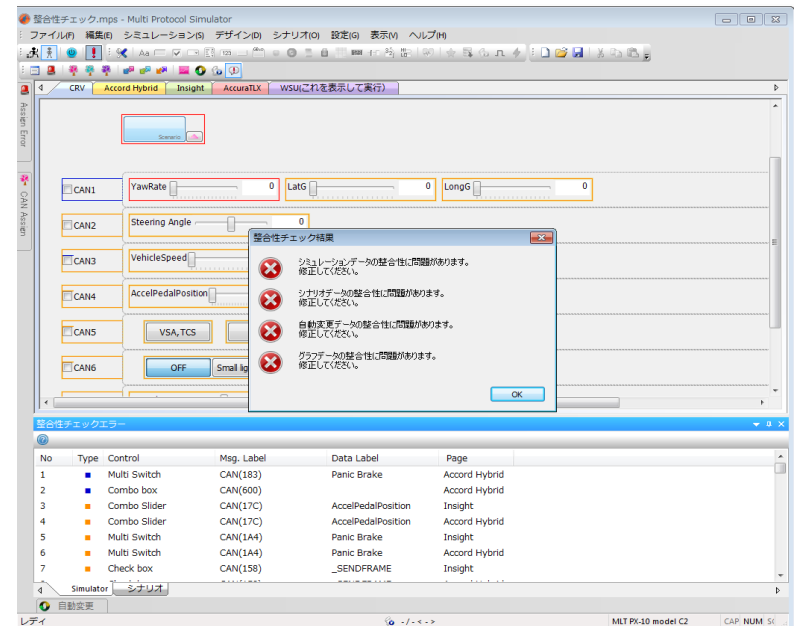 整合性チェック.mps - Multi Protocol Simulator
ファイル(F) 編集(E) シミュレーション(S) デザイン(D) シナリオ(O) 設定(G) 表示(V) ヘルプ(H)
CRV Accord Hybrid Insight AccuraTLX WSU(これを表示して実行)
Assign Error
CAN Assign
Scenario
CAN1 YawRate 0 LatG 0 LongG 0
CAN2 Steering Angle 0
CAN3 VehicleSpeed
CAN4 AccelPedalPosition
CAN5 VSA,TCS
CAN6 OFF Small lig
整合性チェック結果
シミュレーションデータの整合性に問題があります。
修正してください。
シナリオデータの整合性に問題があります。
修正してください。
自動変更データの整合性に問題があります。
修正してください。
グラフデータの整合性に問題があります。
修正してください。
OK
整合性チェックエラー
No Type Control Msg. Label Data Label Page
1 Multi Switch CAN(183) Panic Brake Accord Hybrid
2 Combo box CAN(600) Accord Hybrid
3 Combo Slider CAN(17C) AccelPedalPosition Insight
4 Combo Slider CAN(17C) AccelPedalPosition Accord Hybrid
5 Multi Switch CAN(1A4) Panic Brake Insight
6 Multi Switch CAN(1A4) Panic Brake Accord Hybrid
7 Check box CAN(158) _SENDFRAME Insight
Simulator シナリオ
自動変更
レディ - / - < - > MLT PX-10 model C2 CAP NUM